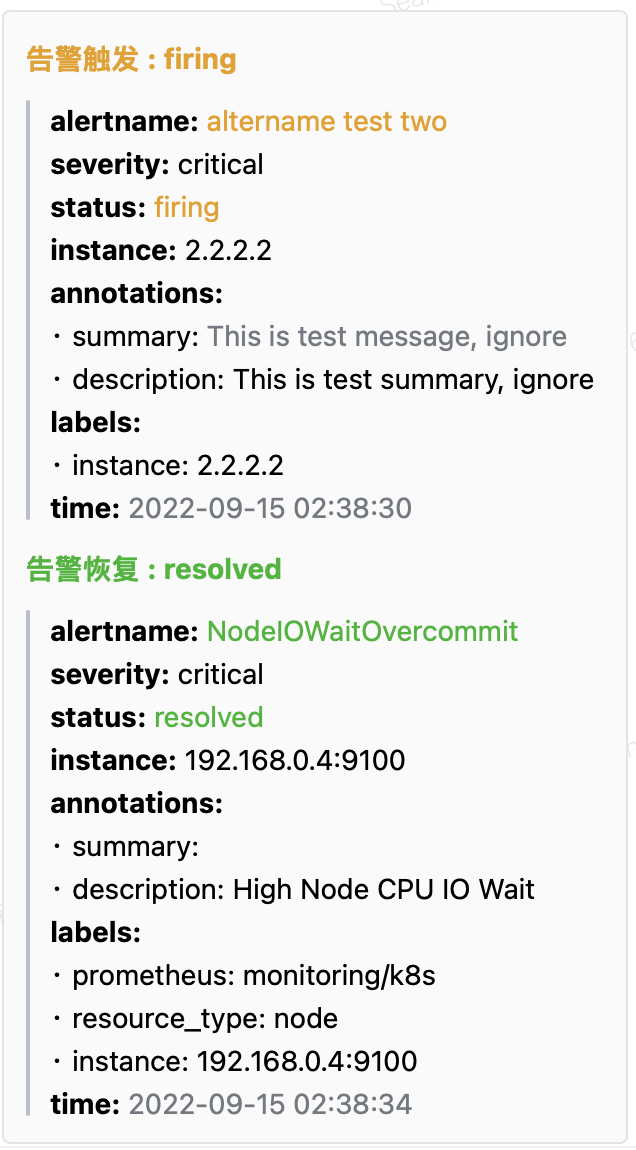 告警触发 : firing
alertname: altername test two
severity: critical
status: firing
instance: 2.2.2.2
annotations:
· summary: This is test message, ignore
· description: This is test summary, ignore
labels:
· instance: 2.2.2.2
time: 2022-09-15 02:38:30
告警恢复 : resolved
alertname: NodeIOWaitOvercommit
severity: critical
status: resolved
instance: 192.168.0.4:9100
annotations:
· summary:
· description: High Node CPU IO Wait
labels:
· prometheus: monitoring/k8s
· resource_type: node
· instance: 192.168.0.4:9100
time: 2022-09-15 02:38:34